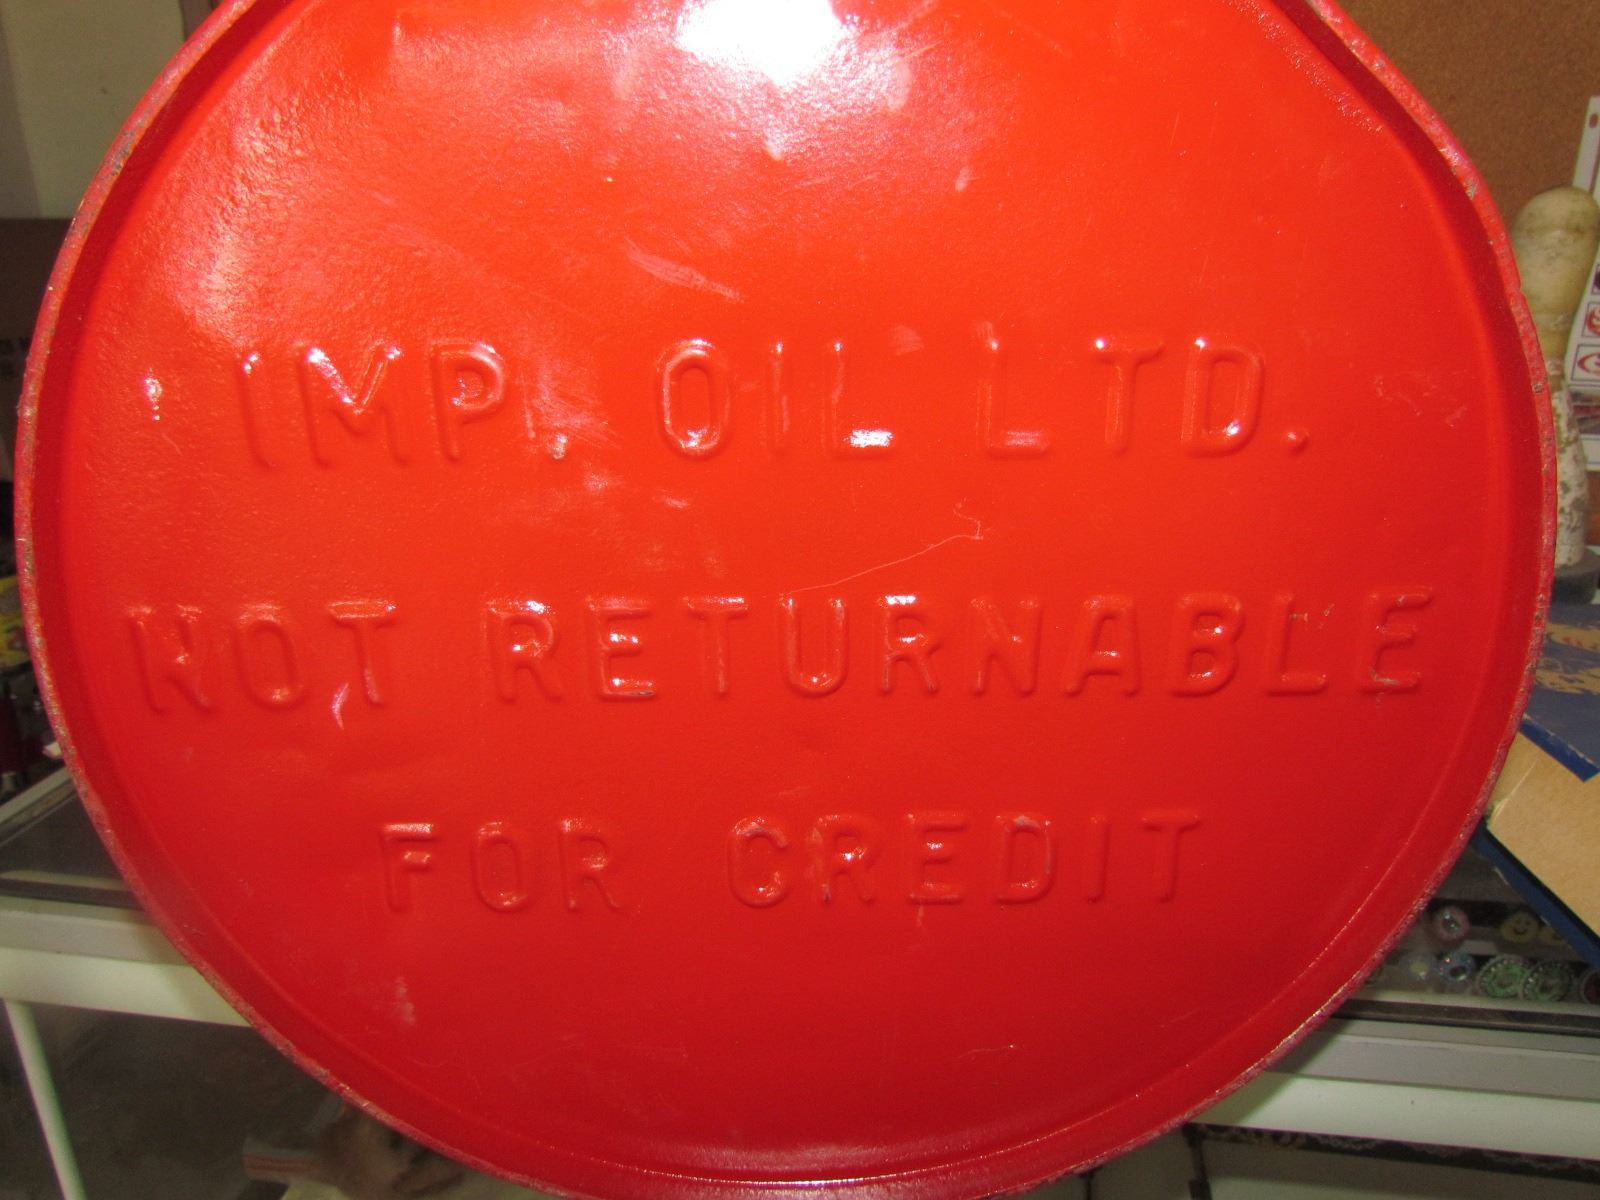 IMP. OIL LTD.
NOT RETURNABLE
FOR CREDIT